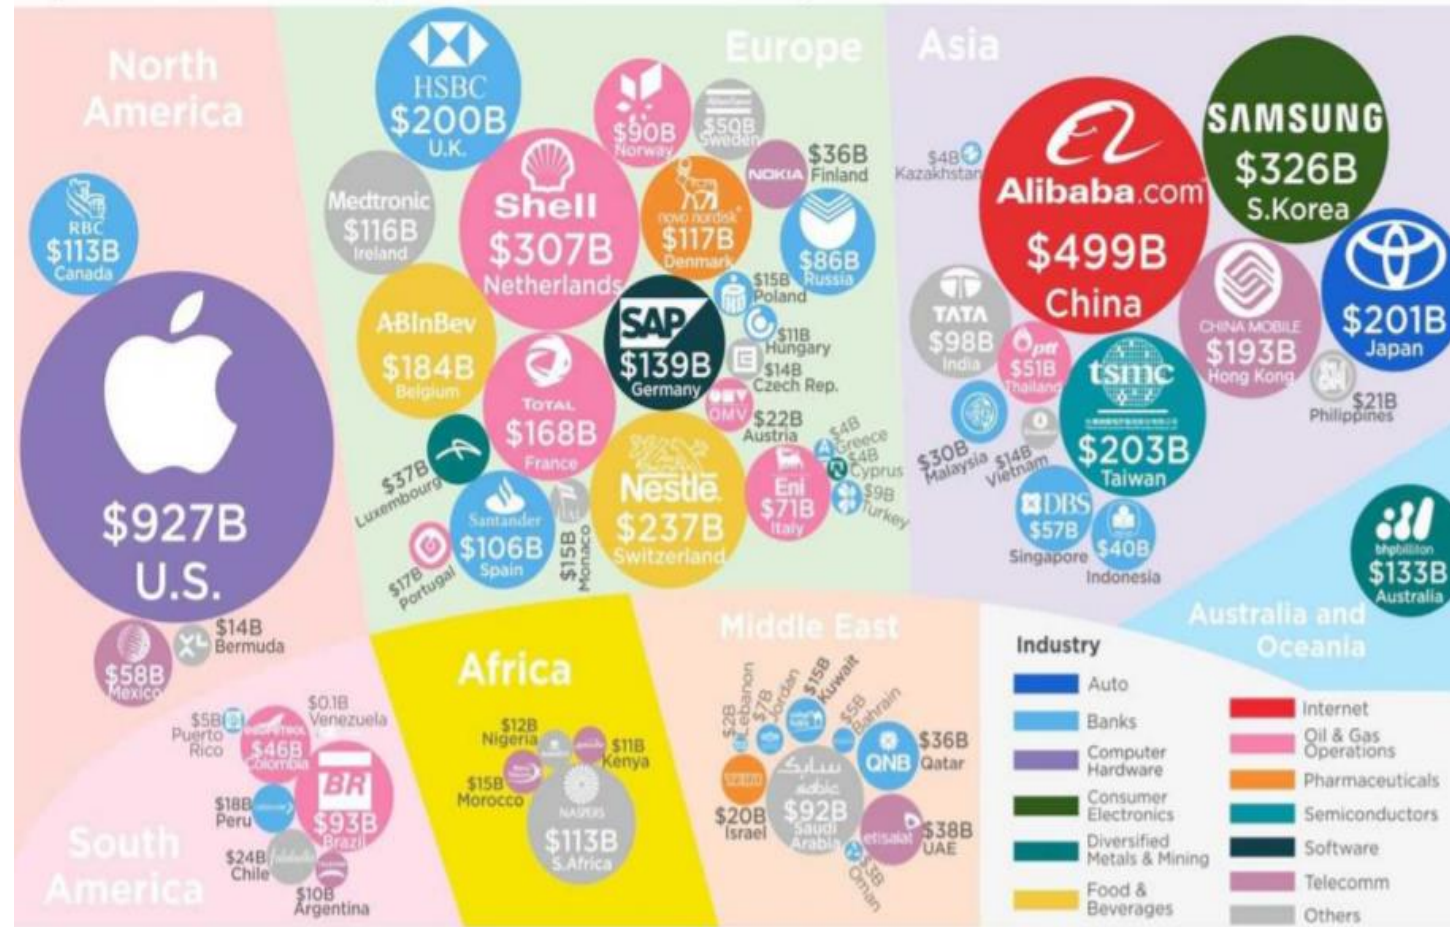 North
America
RBC
$113B
Canada
$927B
U.S.
$58B
Mexico
XL
$14B
Bermuda
Europe
HSBC
$200B
U.K.
$90B
Norway
$50B
Sweden
NOKIA
$36B
Finland
Medtronic
$116B
Ireland
Shell
$307B
Netherlands
novo nordisk
$117B
Denmark
$86B
Russia
$15B
Poland
$11B
Hungary
$14B
Czech Rep.
ABInBev
$184B
Belgium
SAP
$139B
Germany
TOTAL
$168B
France
OMV
$22B
Austria
$4B
Greece
$4B
Cyprus
$9B
Turkey
$37B
Luxembourg
Nestlé
$237B
Switzerland
Eni
$71B
Italy
Santander
$106B
Spain
$17B
Portugal
$15B
Monaco
Asia
$4B
Kazakhstan
Alibaba.com
$499B
China
SAMSUNG
$326B
S.Korea
$201B
Japan
TATA
$98B
India
ptt
$51B
Thailand
CHINA MOBILE
$193B
Hong Kong
$21B
Philippines
tsmc
$203B
Taiwan
$30B
Malaysia
$14B
Vietnam
DBS
$57B
Singapore
$40B
Indonesia
bhpbilliton
$133B
Australia
Australia and
Oceania
South
America
$5B
Puerto
Rico
$0.1B
Venezuela
ECOPETROL
$46B
Colombia
BR
$93B
Brazil
$18B
Peru
$24B
Chile
falabella
$10B
Argentina
Africa
$12B
Nigeria
$11B
Kenya
$15B
Morocco
NASPERS
$113B
S.Africa
Middle East
$2B
Lebanon
$7B
Jordan
$15B
Kuwait
$5B
Bahrain
QNB
$36B
Qatar
$20B
Israel
سابك
sabic
$92B
Saudi
Arabia
etisalat
$38B
UAE
$3B
Oman
Industry
Auto
Banks
Computer
Hardware
Consumer
Electronics
Diversified
Metals & Mining
Food &
Beverages
Internet
Oil & Gas
Operations
Pharmaceuticals
Semiconductors
Software
Telecomm
Others